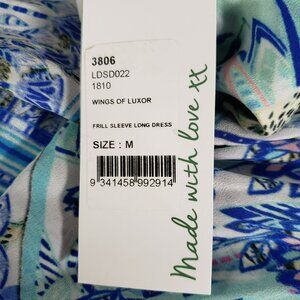 3806
LDSD022
1810
WINGS OF LUXOR
FRILL SLEEVE LONG DRESS
SIZE : M
9 341458 992914
Made with love xx